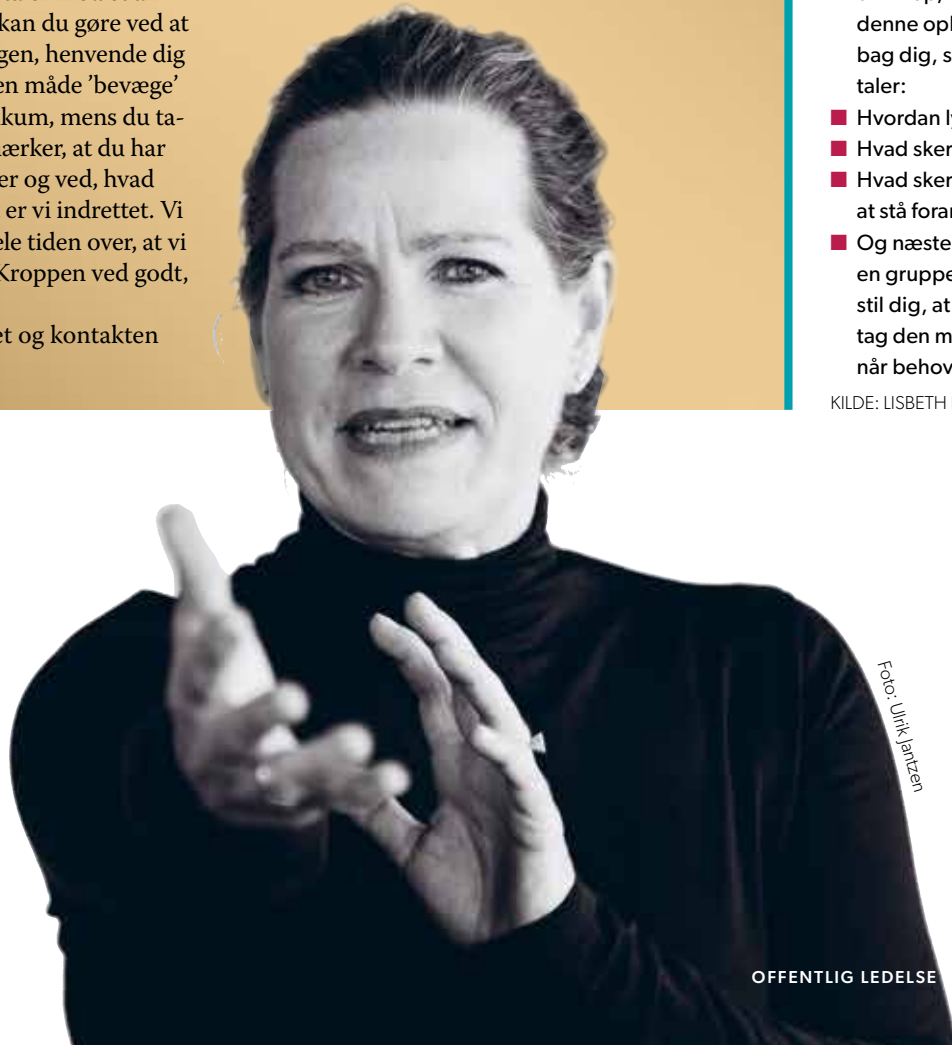 kan du gøre ved at
gen, henvende dig
en måde ’bevæge’
kum, mens du ta-
ærker, at du har
er og ved, hvad
er vi indrettet. Vi
ele tiden over, at vi
Kroppen ved godt,
et og kontakten
denne opl
bag dig, s
taler:
■ Hvordan l
■ Hvad sker
■ Hvad sker
at stå foran
■ Og næste
en gruppe
stil dig, at
tag den m
når behov
KILDE: LISBETH
Foto: Ulrik Jantzen
OFFENTLIG LEDELSE